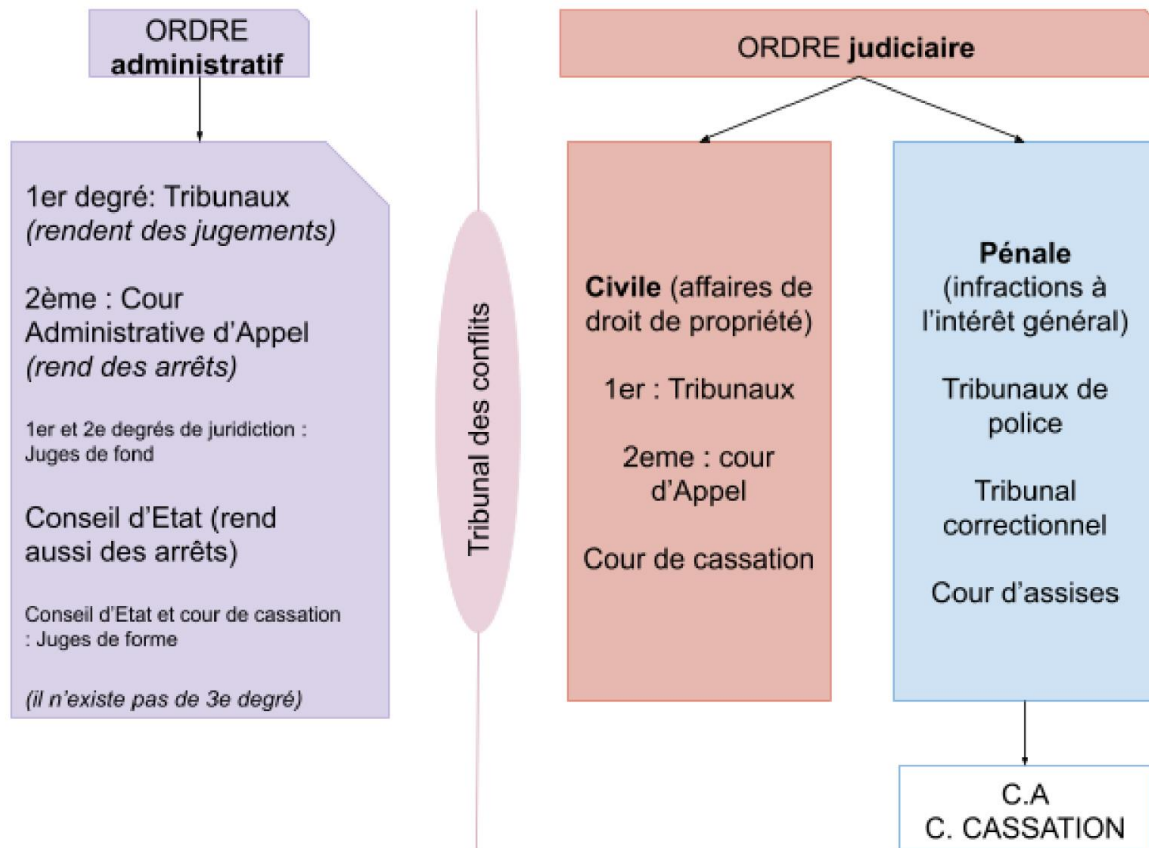 ORDRE
administratif
1er degré: Tribunaux
(rendent des jugements)
2ème : Cour
Administrative d’Appel
(rend des arrêts)
1er et 2e degrés de juridiction :
Juges de fond
Conseil d’Etat (rend
aussi des arrêts)
Conseil d’Etat et cour de cassation
: Juges de forme
(il n’existe pas de 3e degré)
Tribunal des conflits
ORDRE judiciaire
Civile (affaires de
droit de propriété)
1er : Tribunaux
2eme : cour
d’Appel
Cour de cassation
Pénale
(infractions à
l’intérêt général)
Tribunaux de
police
Tribunal
correctionnel
Cour d’assises
C.A
C. CASSATION